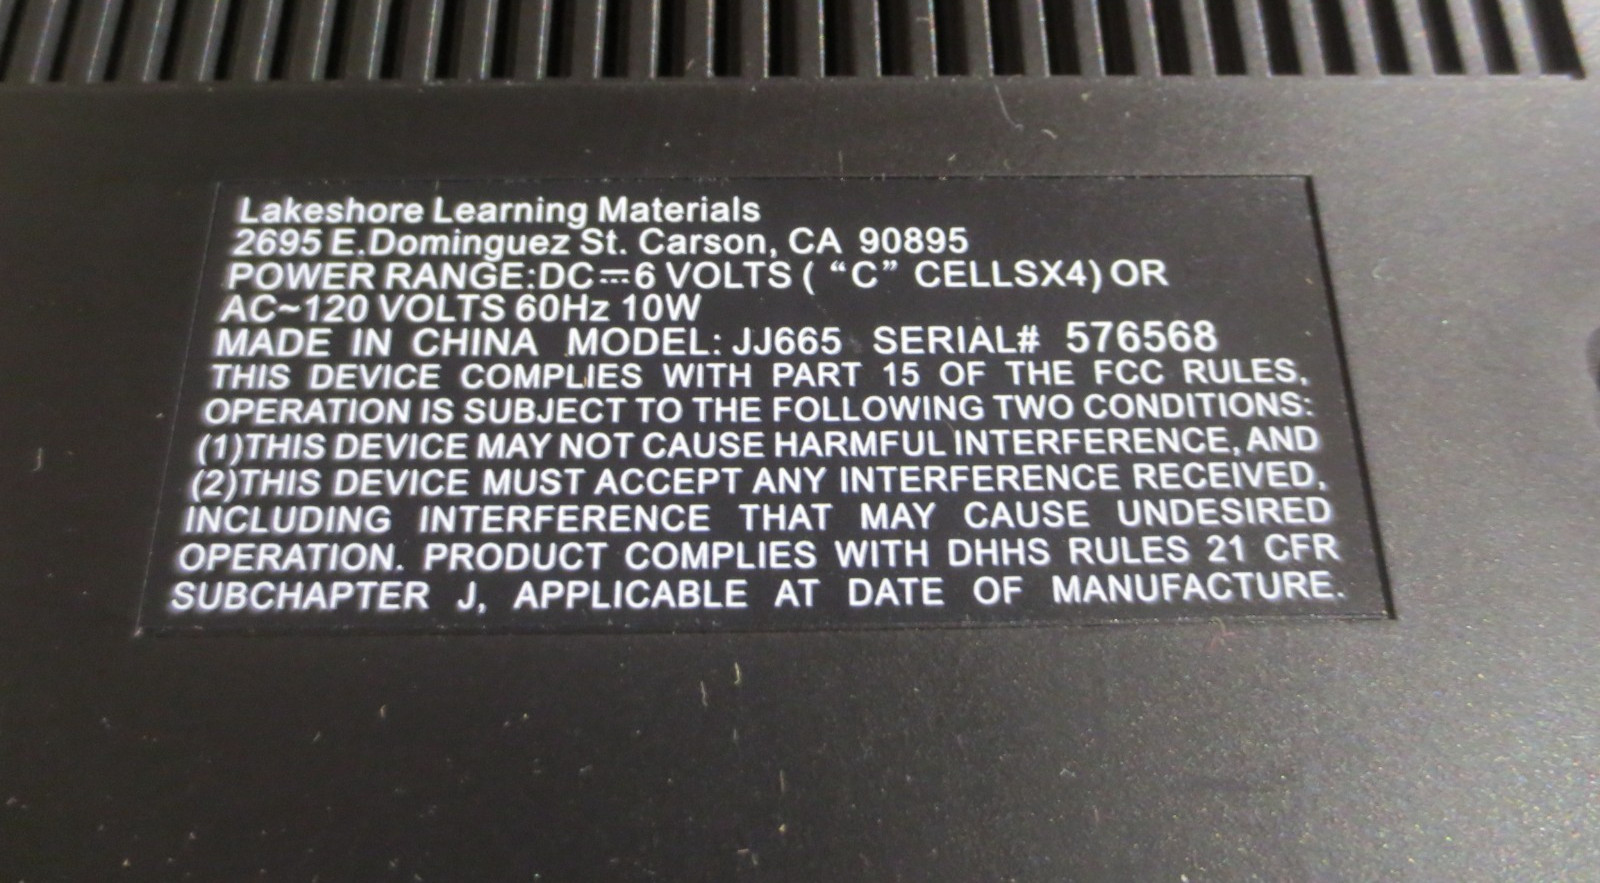 Lakeshore Learning Materials
2695 E.Dominguez St. Carson, CA 90895
POWER RANGE:DC⎓6 VOLTS ( “C” CELLSX4) OR
AC~120 VOLTS 60Hz 10W
MADE IN CHINA MODEL: JJ665 SERIAL# 576568
THIS DEVICE COMPLIES WITH PART 15 OF THE FCC RULES,
OPERATION IS SUBJECT TO THE FOLLOWING TWO CONDITIONS:
(1)THIS DEVICE MAY NOT CAUSE HARMFUL INTERFERENCE, AND
(2)THIS DEVICE MUST ACCEPT ANY INTERFERENCE RECEIVED,
INCLUDING INTERFERENCE THAT MAY CAUSE UNDESIRED
OPERATION. PRODUCT COMPLIES WITH DHHS RULES 21 CFR
SUBCHAPTER J, APPLICABLE AT DATE OF MANUFACTURE.